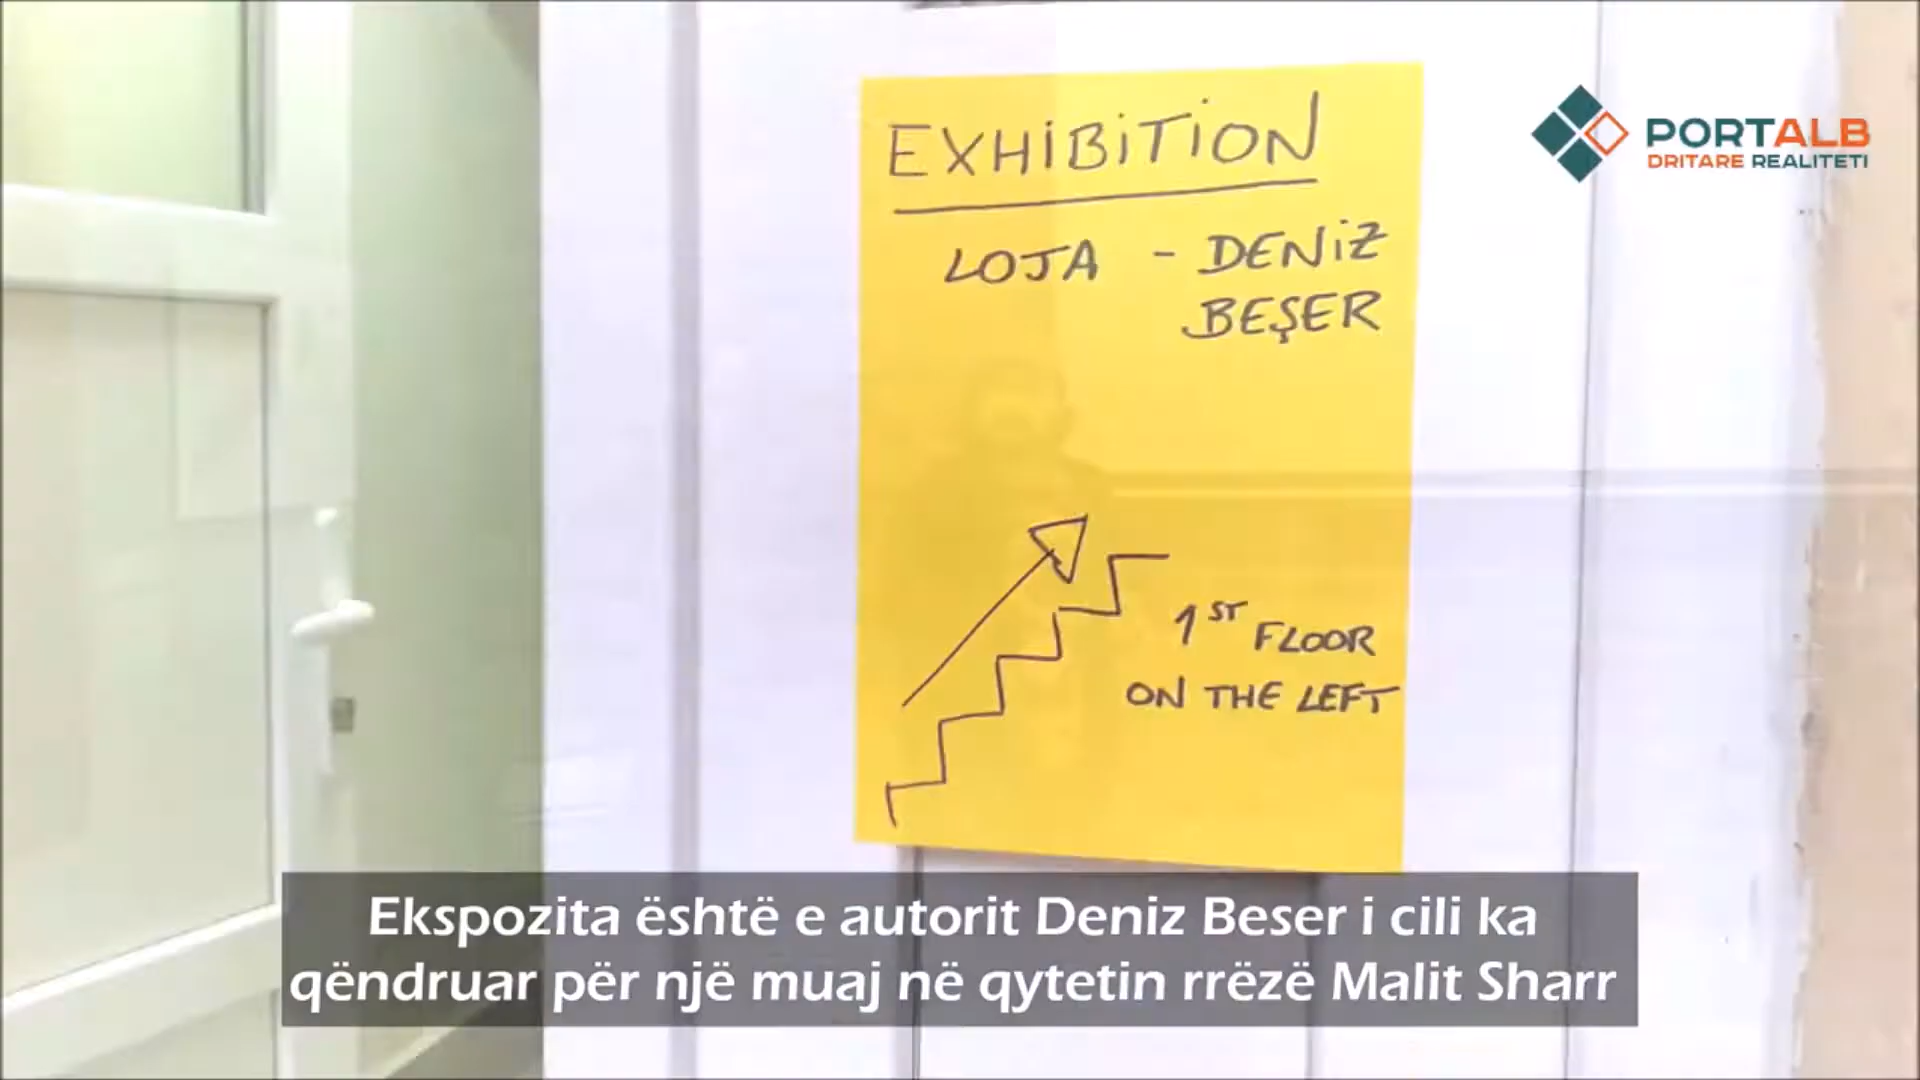 EXHiBiTiON
LOJA - DENiZ
BEŞER
1ST FLOOR
ON THE LEFT
PORTALB
DRITARE REALITETI
Ekspozita është e autorit Deniz Beser i cili ka
qëndruar për një muaj në qytetin rrëzë Malit Sharr